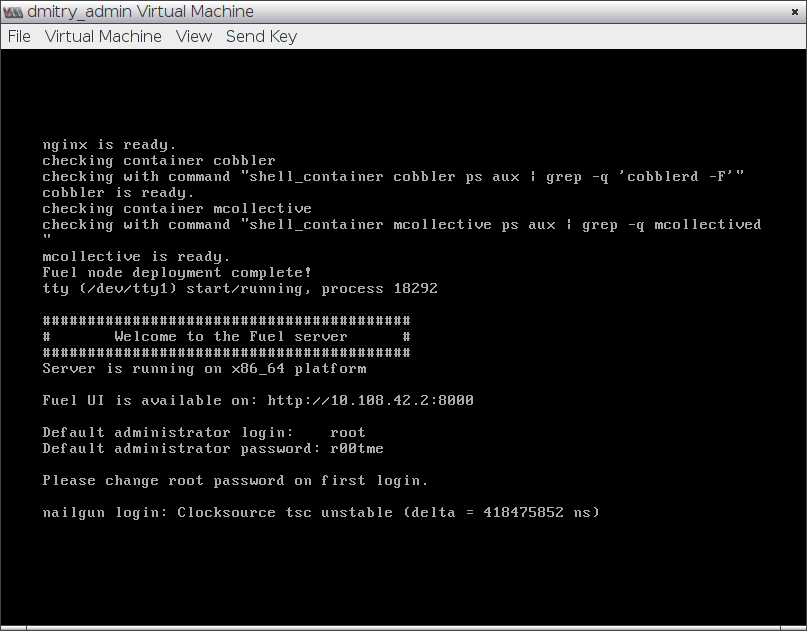 dmitry_admin Virtual Machine
File Virtual Machine View Send Key
nginx is ready.
checking container cobbler
checking with command "shell_container cobbler ps aux | grep -q 'cobblerd -F'"
cobbler is ready.
checking container mcollective
checking with command "shell_container mcollective ps aux | grep -q mcollectived
"
mcollective is ready.
Fuel node deployment complete!
tty (/dev/tty1) start/running, process 18292
#########################################
#       Welcome to the Fuel server      #
#########################################
Server is running on x86_64 platform
Fuel UI is available on: http://10.108.42.2:8000
Default administrator login:    root
Default administrator password: r00tme
Please change root password on first login.
nailgun login: Clocksource tsc unstable (delta = 418475852 ns)